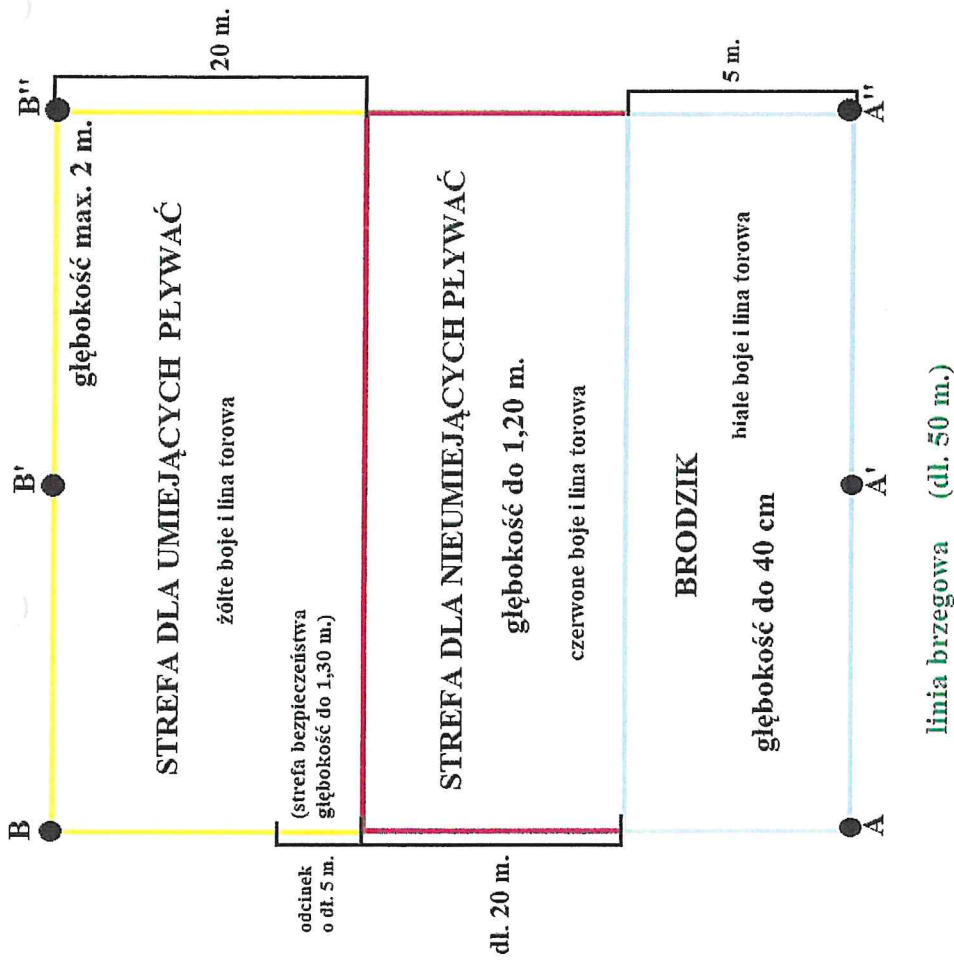 B
B'
B''
20 m.
głębokość max. 2 m.
STREFA DLA UMIEJĄCYCH PŁYWAĆ
żółte boje i lina torowa
(strefa bezpieczeństwa
głębokość do 1,30 m.)
odcinek
o dł. 5 m.
STREFA DLA NIEUMIEJĄCYCH PŁYWAĆ
głębokość do 1,20 m.
czerwone boje i lina torowa
dł. 20 m.
5 m.
BRODZIK
białe boje i lina torowa
głębokość do 40 cm
A
A'
A''
linia brzegowa (dł. 50 m.)